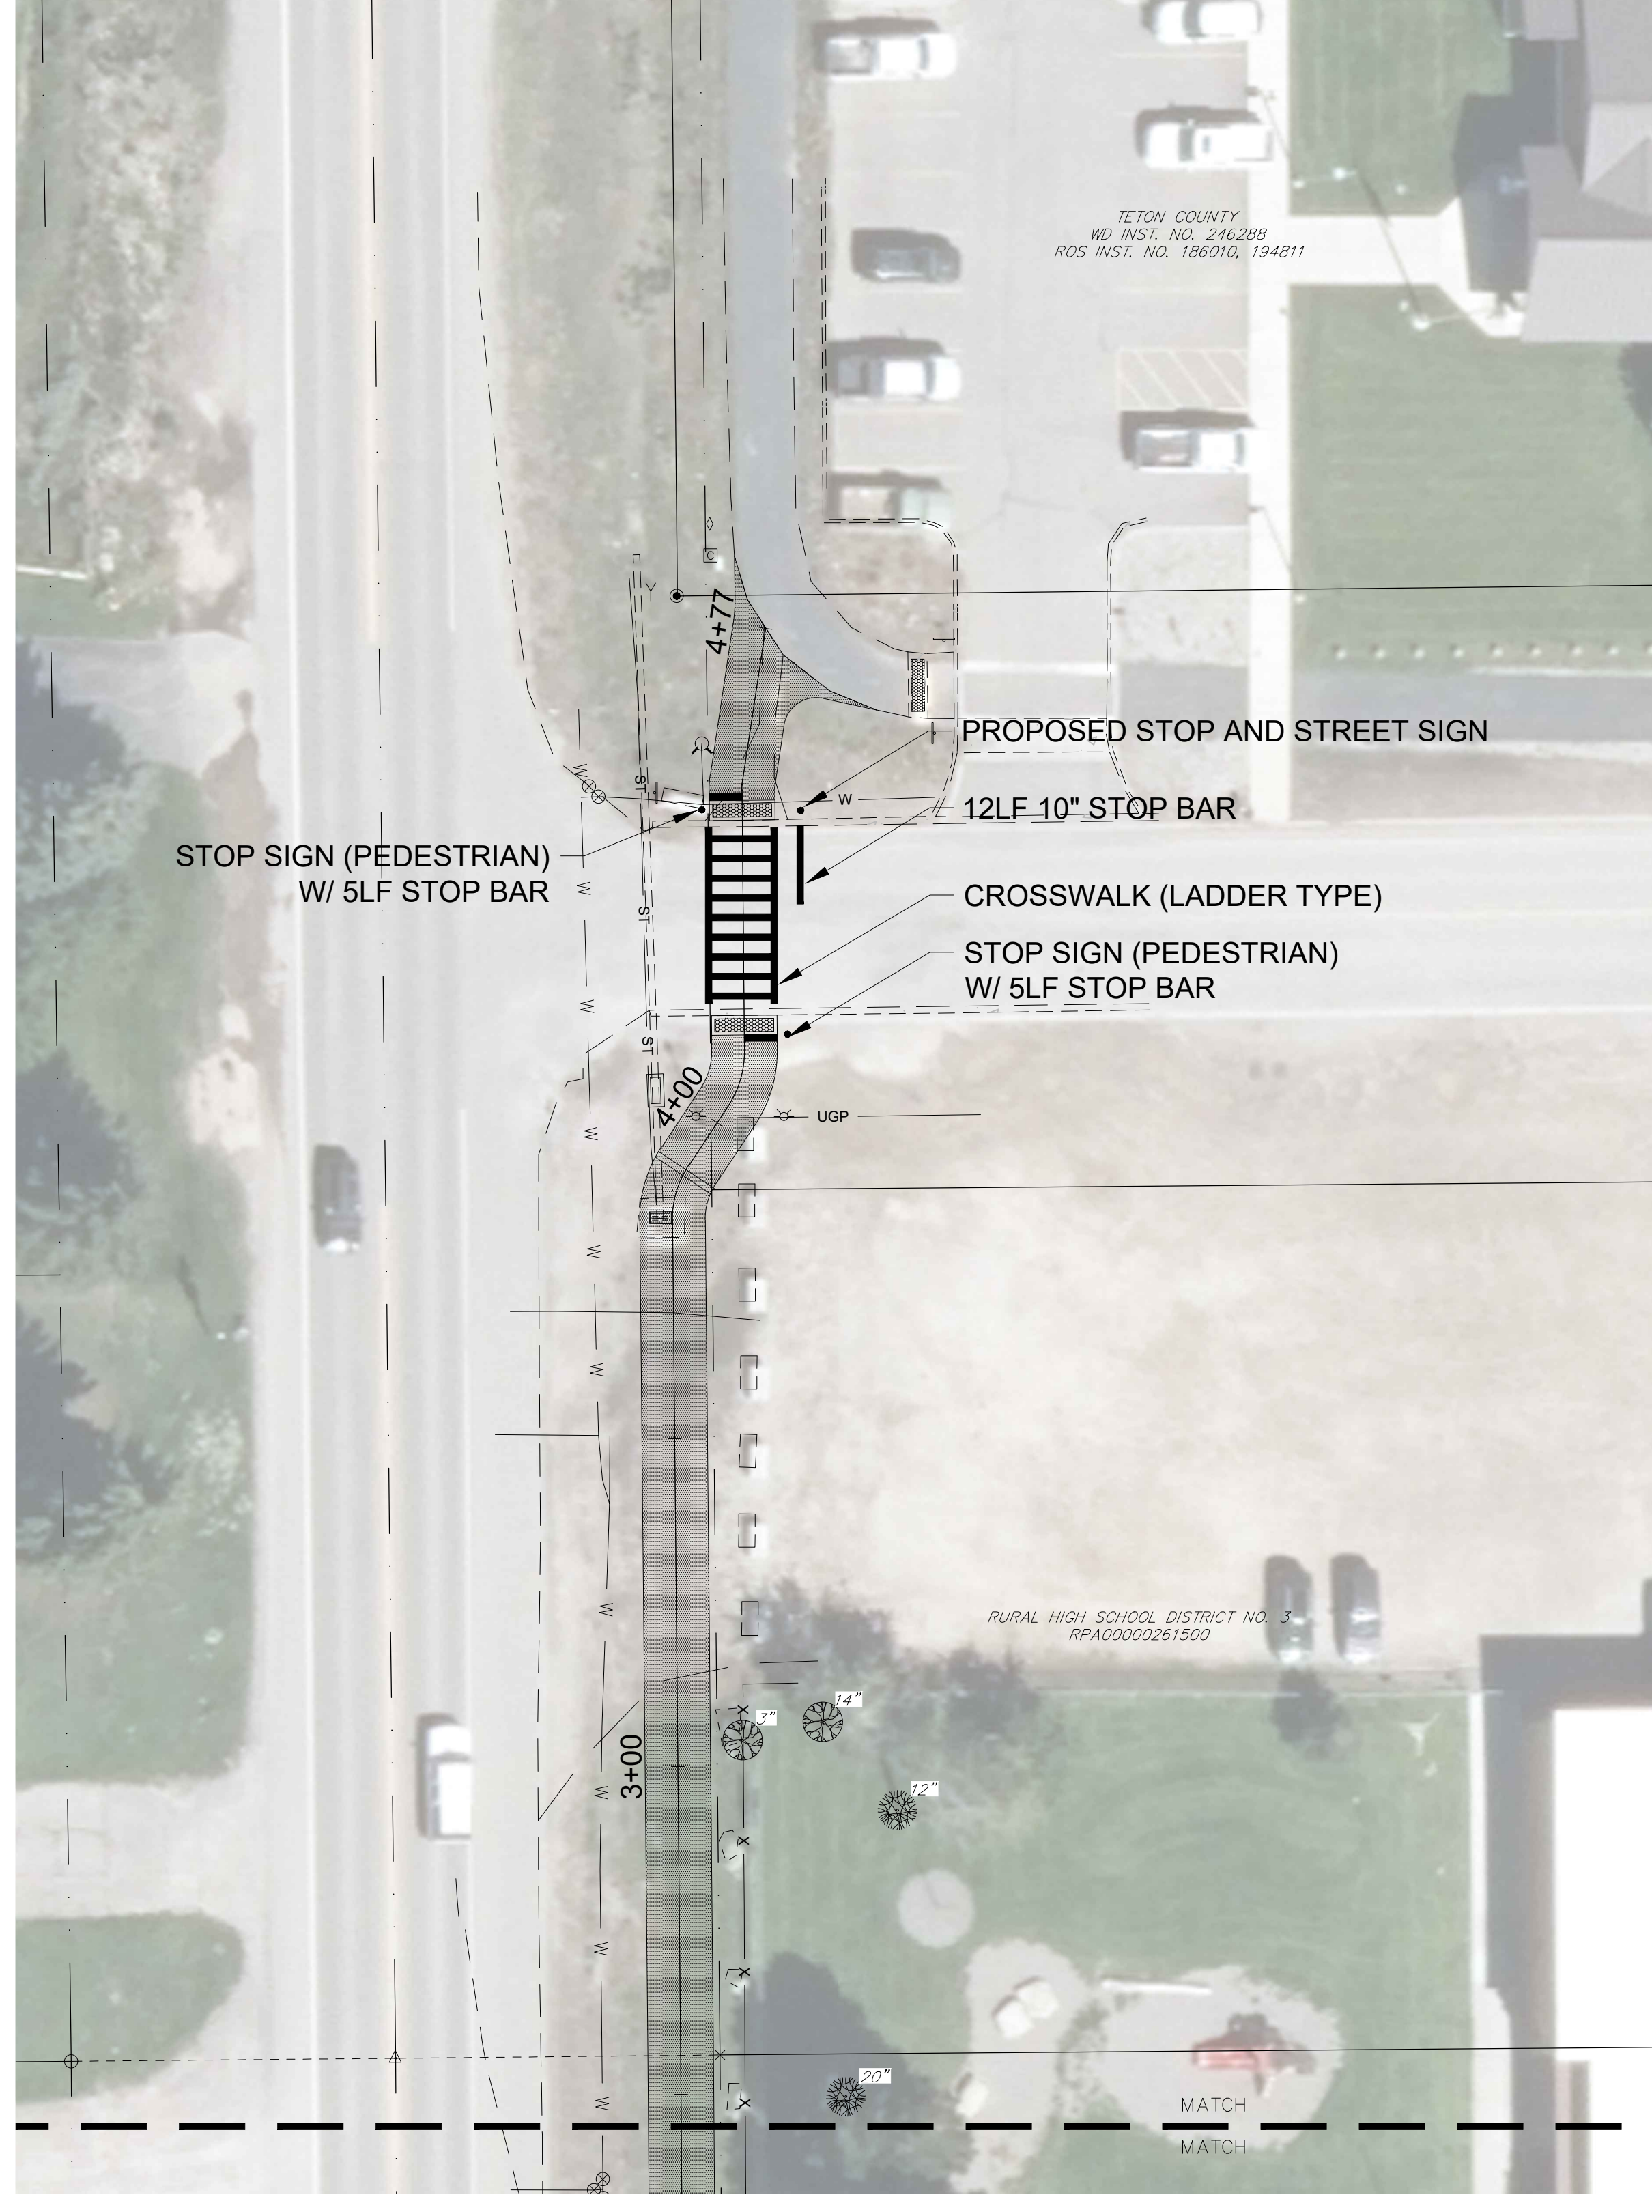 TETON COUNTY
WD INST. NO. 246288
ROS INST. NO. 186010, 194811
C
Y
4+77
PROPOSED STOP AND STREET SIGN
W
ST
W
12LF 10" STOP BAR
STOP SIGN (PEDESTRIAN)
W/ 5LF STOP BAR
W
CROSSWALK (LADDER TYPE)
ST
STOP SIGN (PEDESTRIAN)
W/ 5LF STOP BAR
W
ST
4+00
UGP
W
W
W
RURAL HIGH SCHOOL DISTRICT NO. 3
RPA00000261500
W
14"
X
3"
3+00
W
12"
X
W
X
20"
X
W
MATCH
MATCH